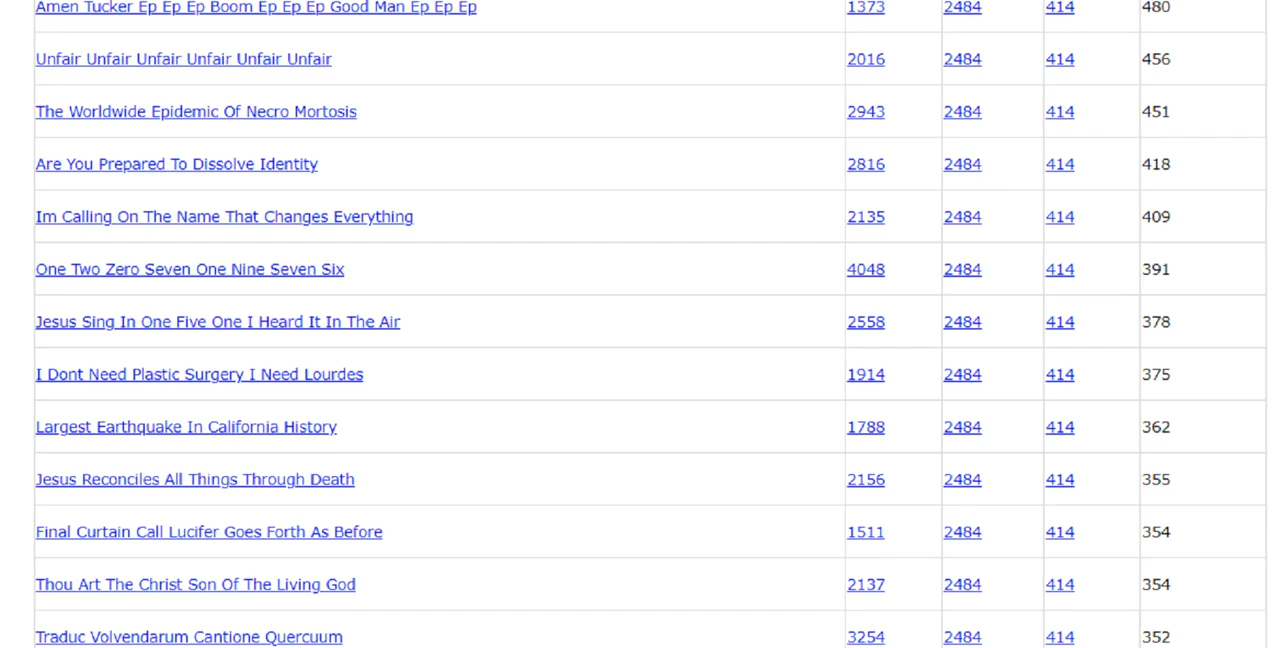 Amen Tucker Ep Ep Ep Boom Ep Ep Ep Good Man Ep Ep Ep 1373 2484 414 480
Unfair Unfair Unfair Unfair Unfair Unfair 2016 2484 414 456
The Worldwide Epidemic Of Necro Mortosis 2943 2484 414 451
Are You Prepared To Dissolve Identity 2816 2484 414 418
Im Calling On The Name That Changes Everything 2135 2484 414 409
One Two Zero Seven One Nine Seven Six 4048 2484 414 391
Jesus Sing In One Five One I Heard It In The Air 2558 2484 414 378
I Dont Need Plastic Surgery I Need Lourdes 1914 2484 414 375
Largest Earthquake In California History 1788 2484 414 362
Jesus Reconciles All Things Through Death 2156 2484 414 355
Final Curtain Call Lucifer Goes Forth As Before 1511 2484 414 354
Thou Art The Christ Son Of The Living God 2137 2484 414 354
Traduc Volvendarum Cantione Quercuum 3254 2484 414 352